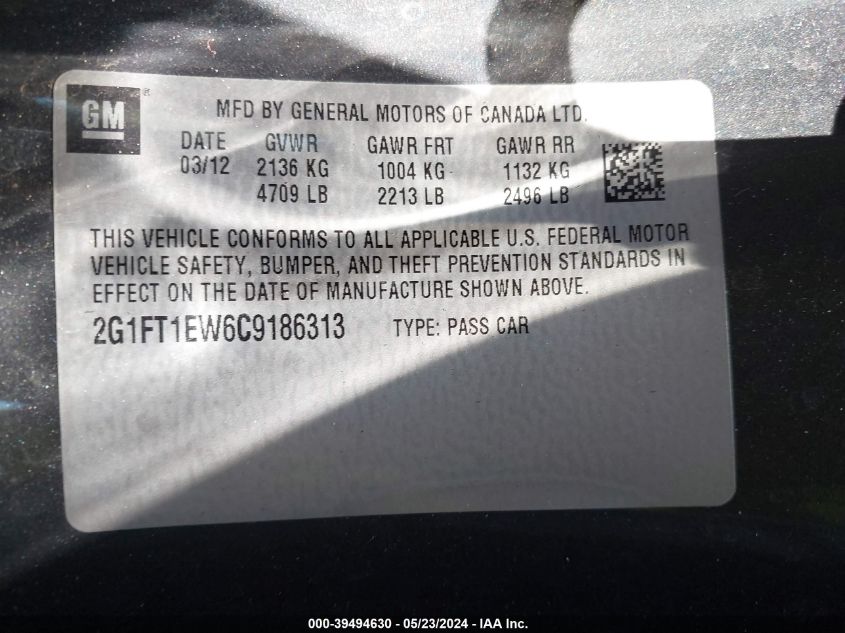 GM ®
MFD BY GENERAL MOTORS OF CANADA LTD.
DATE GVWR GAWR FRT GAWR RR
03/12 2136 KG 1004 KG 1132 KG
4709 LB 2213 LB 2496 LB
THIS VEHICLE CONFORMS TO ALL APPLICABLE U.S. FEDERAL MOTOR
VEHICLE SAFETY, BUMPER, AND THEFT PREVENTION STANDARDS IN
EFFECT ON THE DATE OF MANUFACTURE SHOWN ABOVE.
2G1FT1EW6C9186313 TYPE: PASS CAR
000-39494630 - 05/23/2024 - IAA Inc.